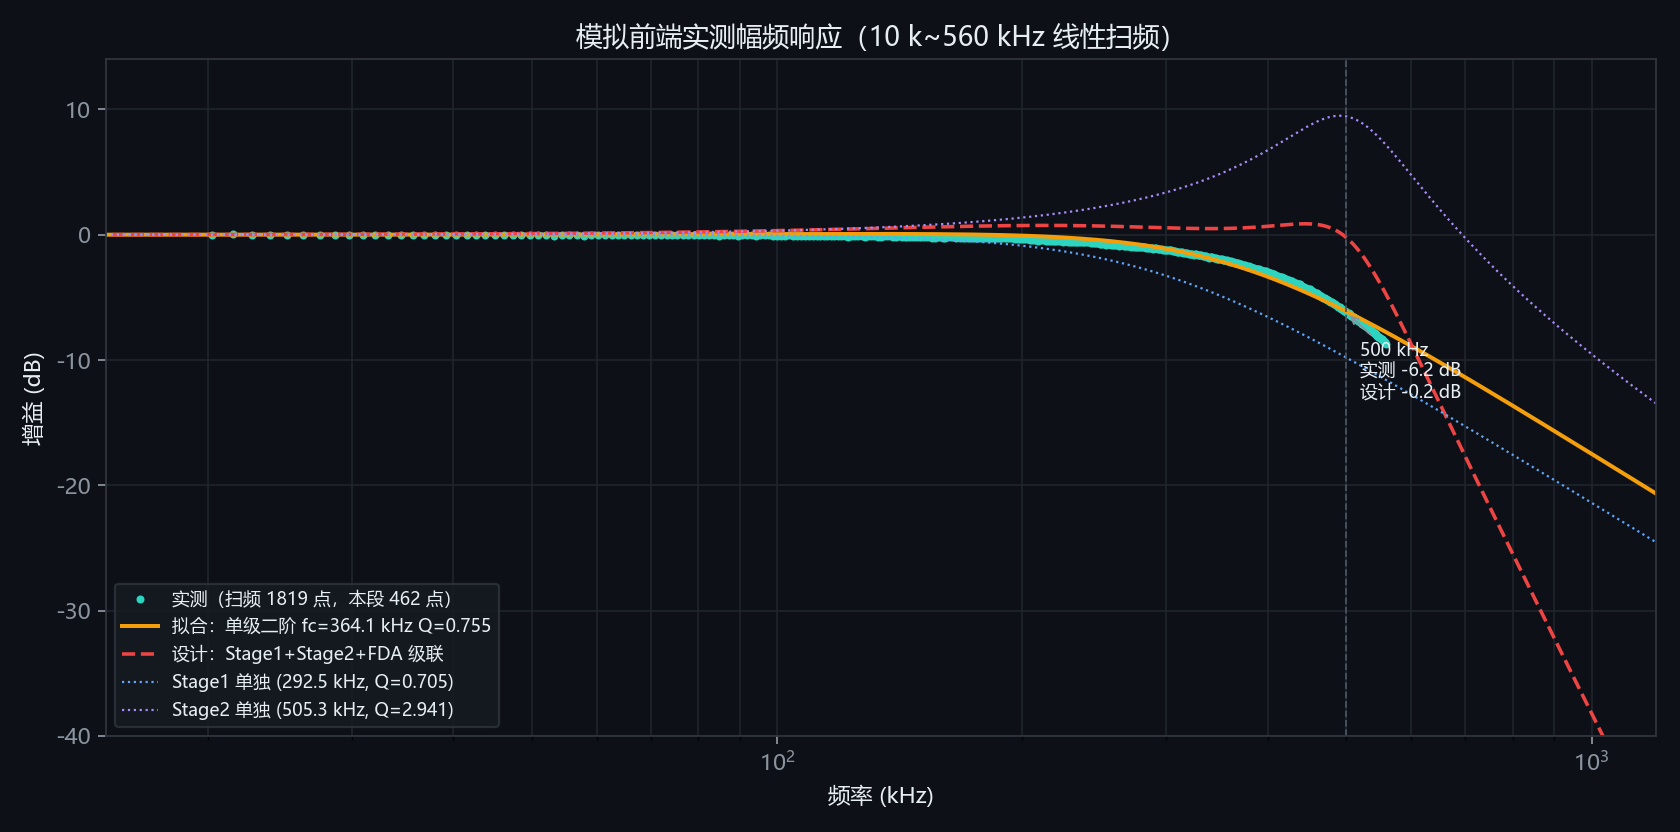 模拟前端实测幅频响应（10 k~560 kHz 线性扫频）
增益 (dB)
10
0
-10
-20
-30
-40
500 kHz
实测 -6.2 dB
设计 -0.2 dB
实测（扫频 1819 点，本段 462 点）
拟合：单级二阶 fc=364.1 kHz Q=0.755
设计：Stage1+Stage2+FDA 级联
Stage1 单独 (292.5 kHz, Q=0.705)
Stage2 单独 (505.3 kHz, Q=2.941)
10²
10³
频率 (kHz)